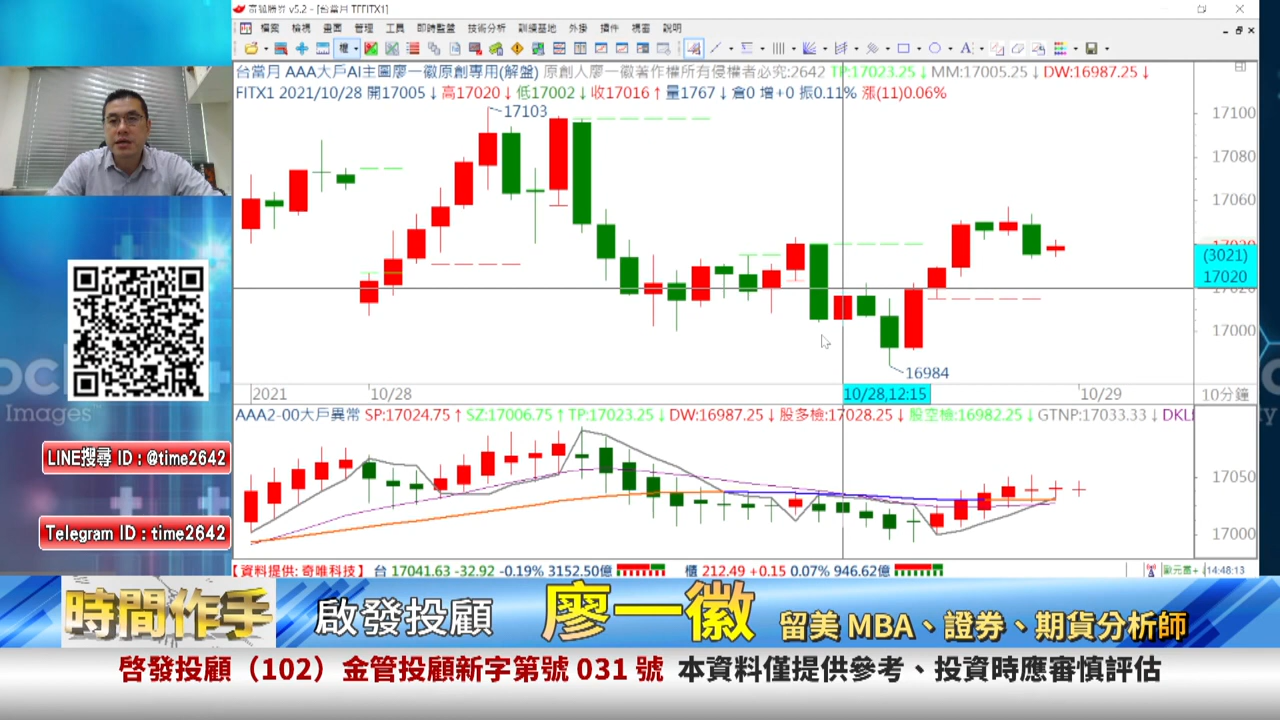 奇狐勝券 v5.2 - [台當月 TFFITX1]
檔案 檢視 畫面 管理 工具 即時監盤 技術分析 訓練基地 外掛 插件 視窗 說明
台當月 AAA大戶AI主圖廖一徽原創專用(解盤) 原創人廖一徽著作權所有侵權者必究:2642 TP:17023.25↓ MM:17005.25↓ DW:16987.25↓
FITX1 2021/10/28 開17005↓ 高17020↓ 低17002↓ 收17016↑ 量1767↓ 倉0 增+0 振0.11% 漲(11)0.06%
17103
17100
17080
17060
(3021)
17020
17000
16984
2021 10/28 10/28,12:15 10/29 10分鐘
AAA2-00大戶異常 SP:17024.75↑ SZ:17006.75↑ TP:17023.25↓ DW:16987.25↓ 股多檢:17028.25↓ 股空檢:16982.25↓ GTNP:17033.33↓ DKL
17050
17000
ock
Images
LINE搜尋 ID : @time2642
Telegram ID : time2642
【資料提供: 奇唯科技】 台 17041.63 -32.92 -0.19% 3152.50億 櫃 212.49 +0.15 0.07% 946.62億 歐元富+ 14:48:13
時間作手 啟發投顧 廖一徽 留美 MBA、證券、期貨分析師
啓發投顧（102）金管投顧新字第號 031 號 本資料僅提供參考、投資時應審慎評估